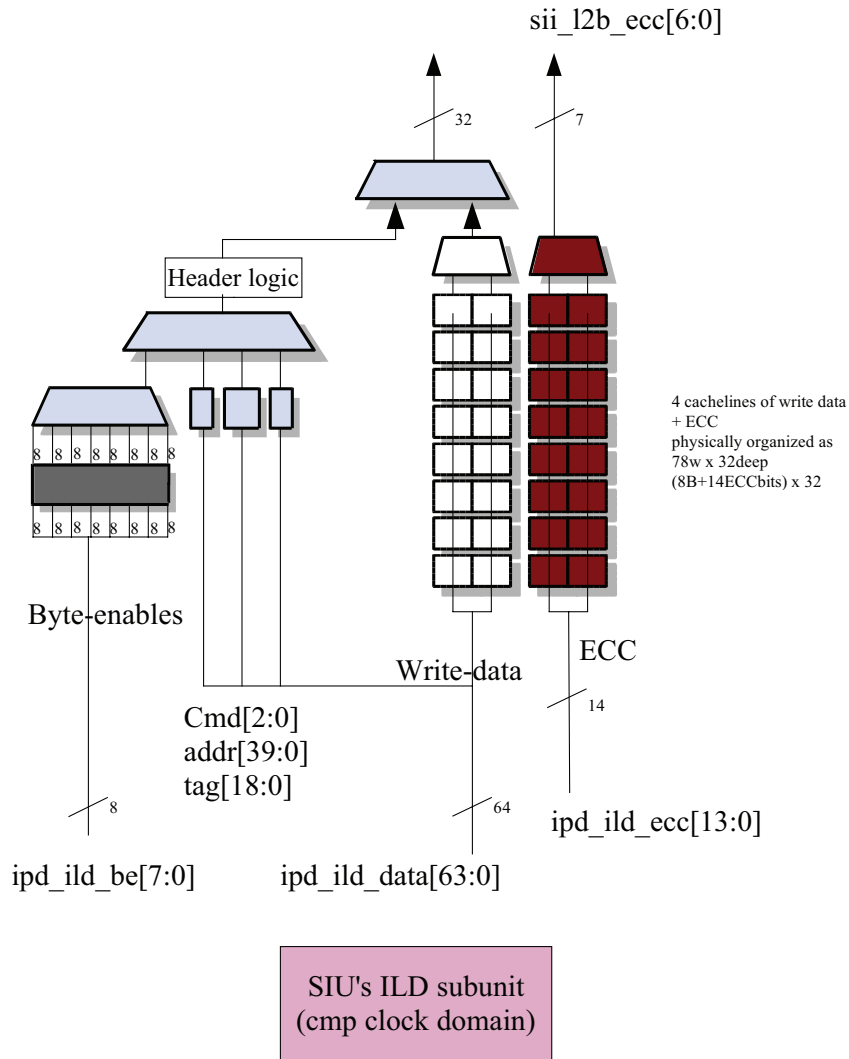 sii_l2b_ecc[6:0]
32
7
Header logic
8 8 8 8 8 8 8 8
8 8 8 8 8 8 8 8
4 cachelines of write data
+ ECC
physically organized as
78w x 32deep
(8B+14ECCbits) x 32
Byte-enables
Write-data
ECC
Cmd[2:0]
addr[39:0]
tag[18:0]
14
8
64
ipd_ild_ecc[13:0]
ipd_ild_be[7:0]
ipd_ild_data[63:0]
SIU's ILD subunit
(cmp clock domain)